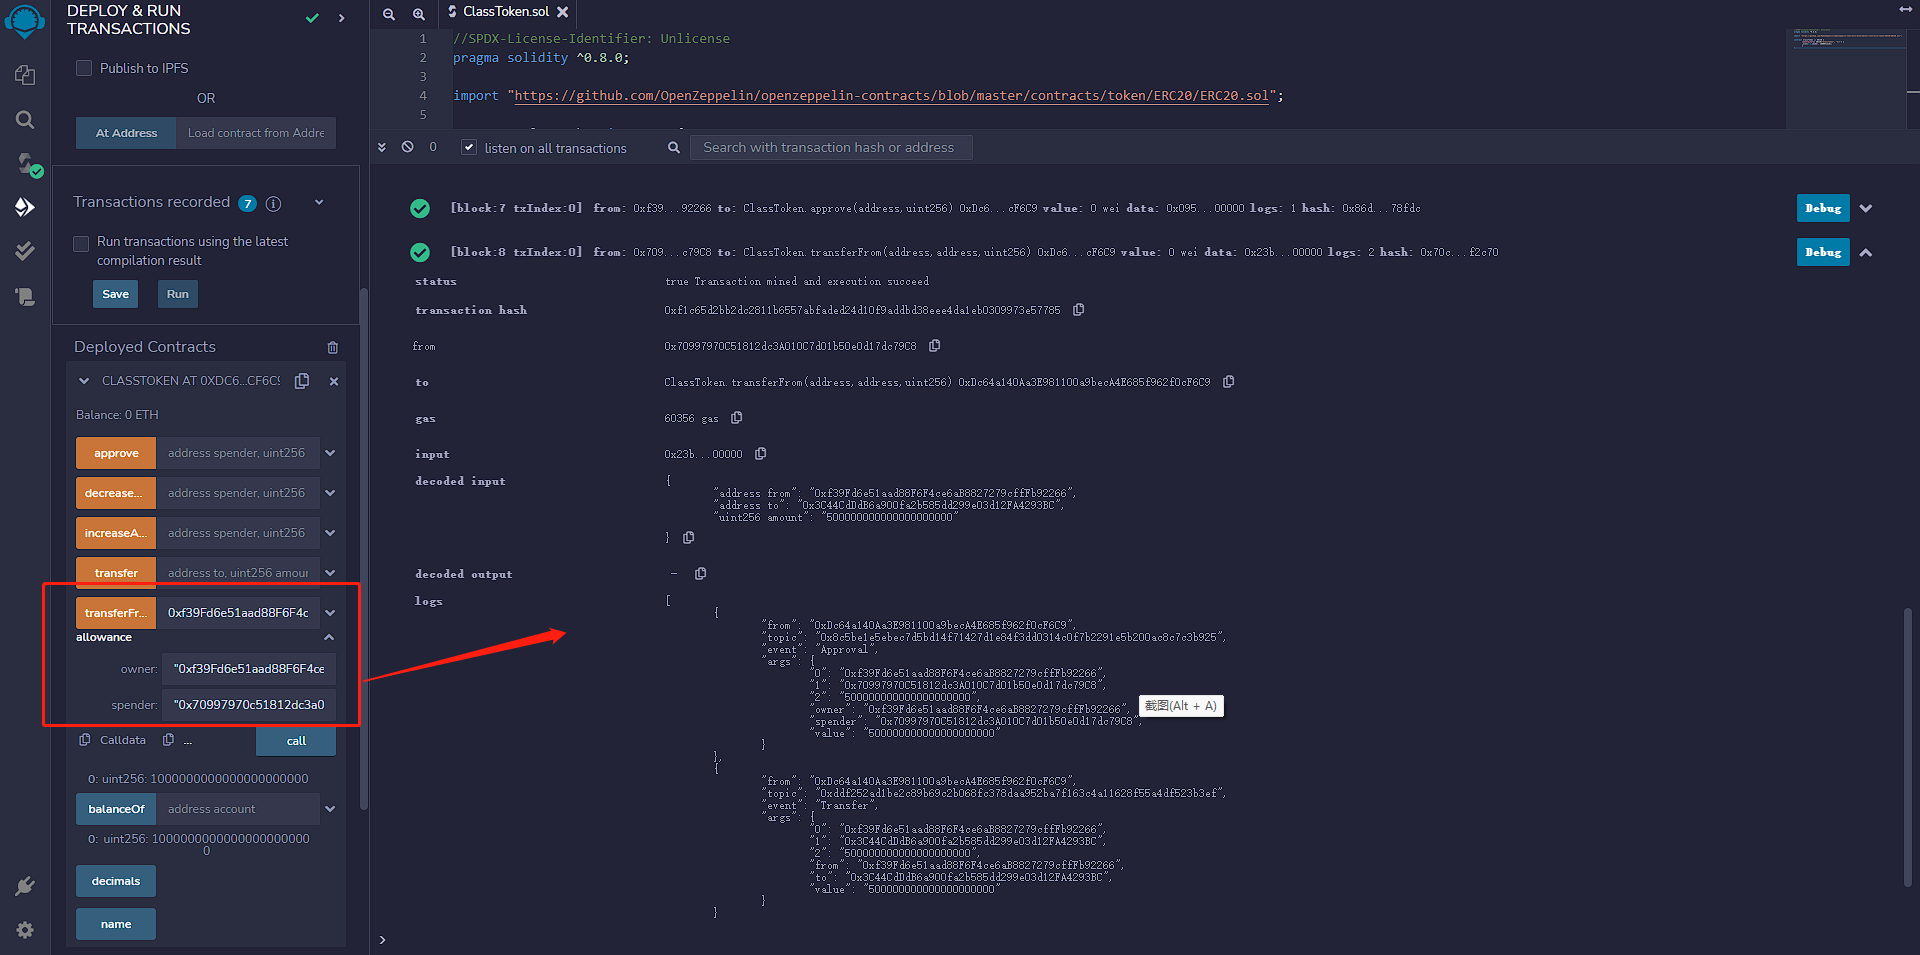 DEPLOY & RUN
TRANSACTIONS
Publish to IPFS
OR
At Address
Load contract from Addre
Transactions recorded 7
Run transactions using the latest
compilation result
Save
Run
Deployed Contracts
CLASSTOKEN AT 0XDC6...CF6C9
Balance: 0 ETH
approve address spender, uint256
decrease... address spender, uint256
increaseA... address spender, uint256
transfer address to, uint256 amour
transferFr... 0xf39Fd6e51aad88F6F4c
allowance
owner: "0xf39Fd6e51aad88F6F4ce
spender: "0x70997970c51812dc3a0
Calldata ... call
0: uint256: 1000000000000000000000
balanceOf address account
0: uint256: 1000000000000000000000
0
decimals
name
ClassToken.sol
1 //SPDX-License-Identifier: Unlicense
2 pragma solidity ^0.8.0;
3
4 import "https://github.com/OpenZeppelin/openzeppelin-contracts/blob/master/contracts/token/ERC20/ERC20.sol";
5
0 listen on all transactions Search with transaction hash or address
[block:7 txIndex:0] from: 0xf39...92266 to: ClassToken.approve(address,uint256) 0xDc6...cF6C9 value: 0 wei data: 0x095...00000 logs: 1 hash: 0x86d...78fdc Debug
[block:8 txIndex:0] from: 0x709...c79C8 to: ClassToken.transferFrom(address,address,uint256) 0xDc6...cF6C9 value: 0 wei data: 0x23b...00000 logs: 2 hash: 0x70c...f2c70 Debug
status true Transaction mined and execution succeed
transaction hash 0xf1c65d2bb2dc2811b6557abfaded24d10f9addbd38eee4da1eb0309973e57785
from 0x70997970C51812dc3A010C7d01b50e0d17dc79C8
to ClassToken.transferFrom(address,address,uint256) 0xDc64a140Aa3E981100a9becA4E685f962f0cF6C9
gas 60356 gas
input 0x23b...00000
decoded input {
"address from": "0xf39Fd6e51aad88F6F4ce6aB8827279cffFb92266",
"address to": "0x3C44CdDdB6a900fa2b585dd299e03d12FA4293BC",
"uint256 amount": "500000000000000000000"
}
decoded output -
logs [
{
"from": "0xDc64a140Aa3E981100a9becA4E685f962f0cF6C9",
"topic": "0x8c5be1e5ebec7d5bd14f71427d1e84f3dd0314c0f7b2291e5b200ac8c7c3b925",
"event": "Approval",
"args": {
"0": "0xf39Fd6e51aad88F6F4ce6aB8827279cffFb92266",
"1": "0x70997970C51812dc3A010C7d01b50e0d17dc79C8",
"2": "500000000000000000000",
"owner": "0xf39Fd6e51aad88F6F4ce6aB8827279cffFb92266",
截图(Alt + A)
"spender": "0x70997970C51812dc3A010C7d01b50e0d17dc79C8",
"value": "500000000000000000000"
}
},
{
"from": "0xDc64a140Aa3E981100a9becA4E685f962f0cF6C9",
"topic": "0xddf252ad1be2c89b69c2b068fc378daa952ba7f163c4a11628f55a4df523b3ef",
"event": "Transfer",
"args": {
"0": "0xf39Fd6e51aad88F6F4ce6aB8827279cffFb92266",
"1": "0x3C44CdDdB6a900fa2b585dd299e03d12FA4293BC",
"2": "500000000000000000000",
"from": "0xf39Fd6e51aad88F6F4ce6aB8827279cffFb92266",
"to": "0x3C44CdDdB6a900fa2b585dd299e03d12FA4293BC",
"value": "500000000000000000000"
}
}
>